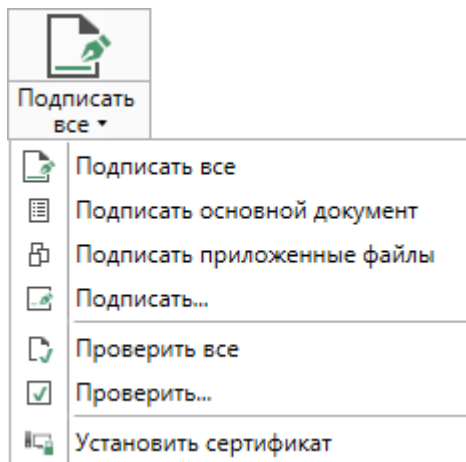 Подписать
все
Подписать все
Подписать основной документ
Подписать приложенные файлы
Подписать...
Проверить все
Проверить...
Установить сертификат